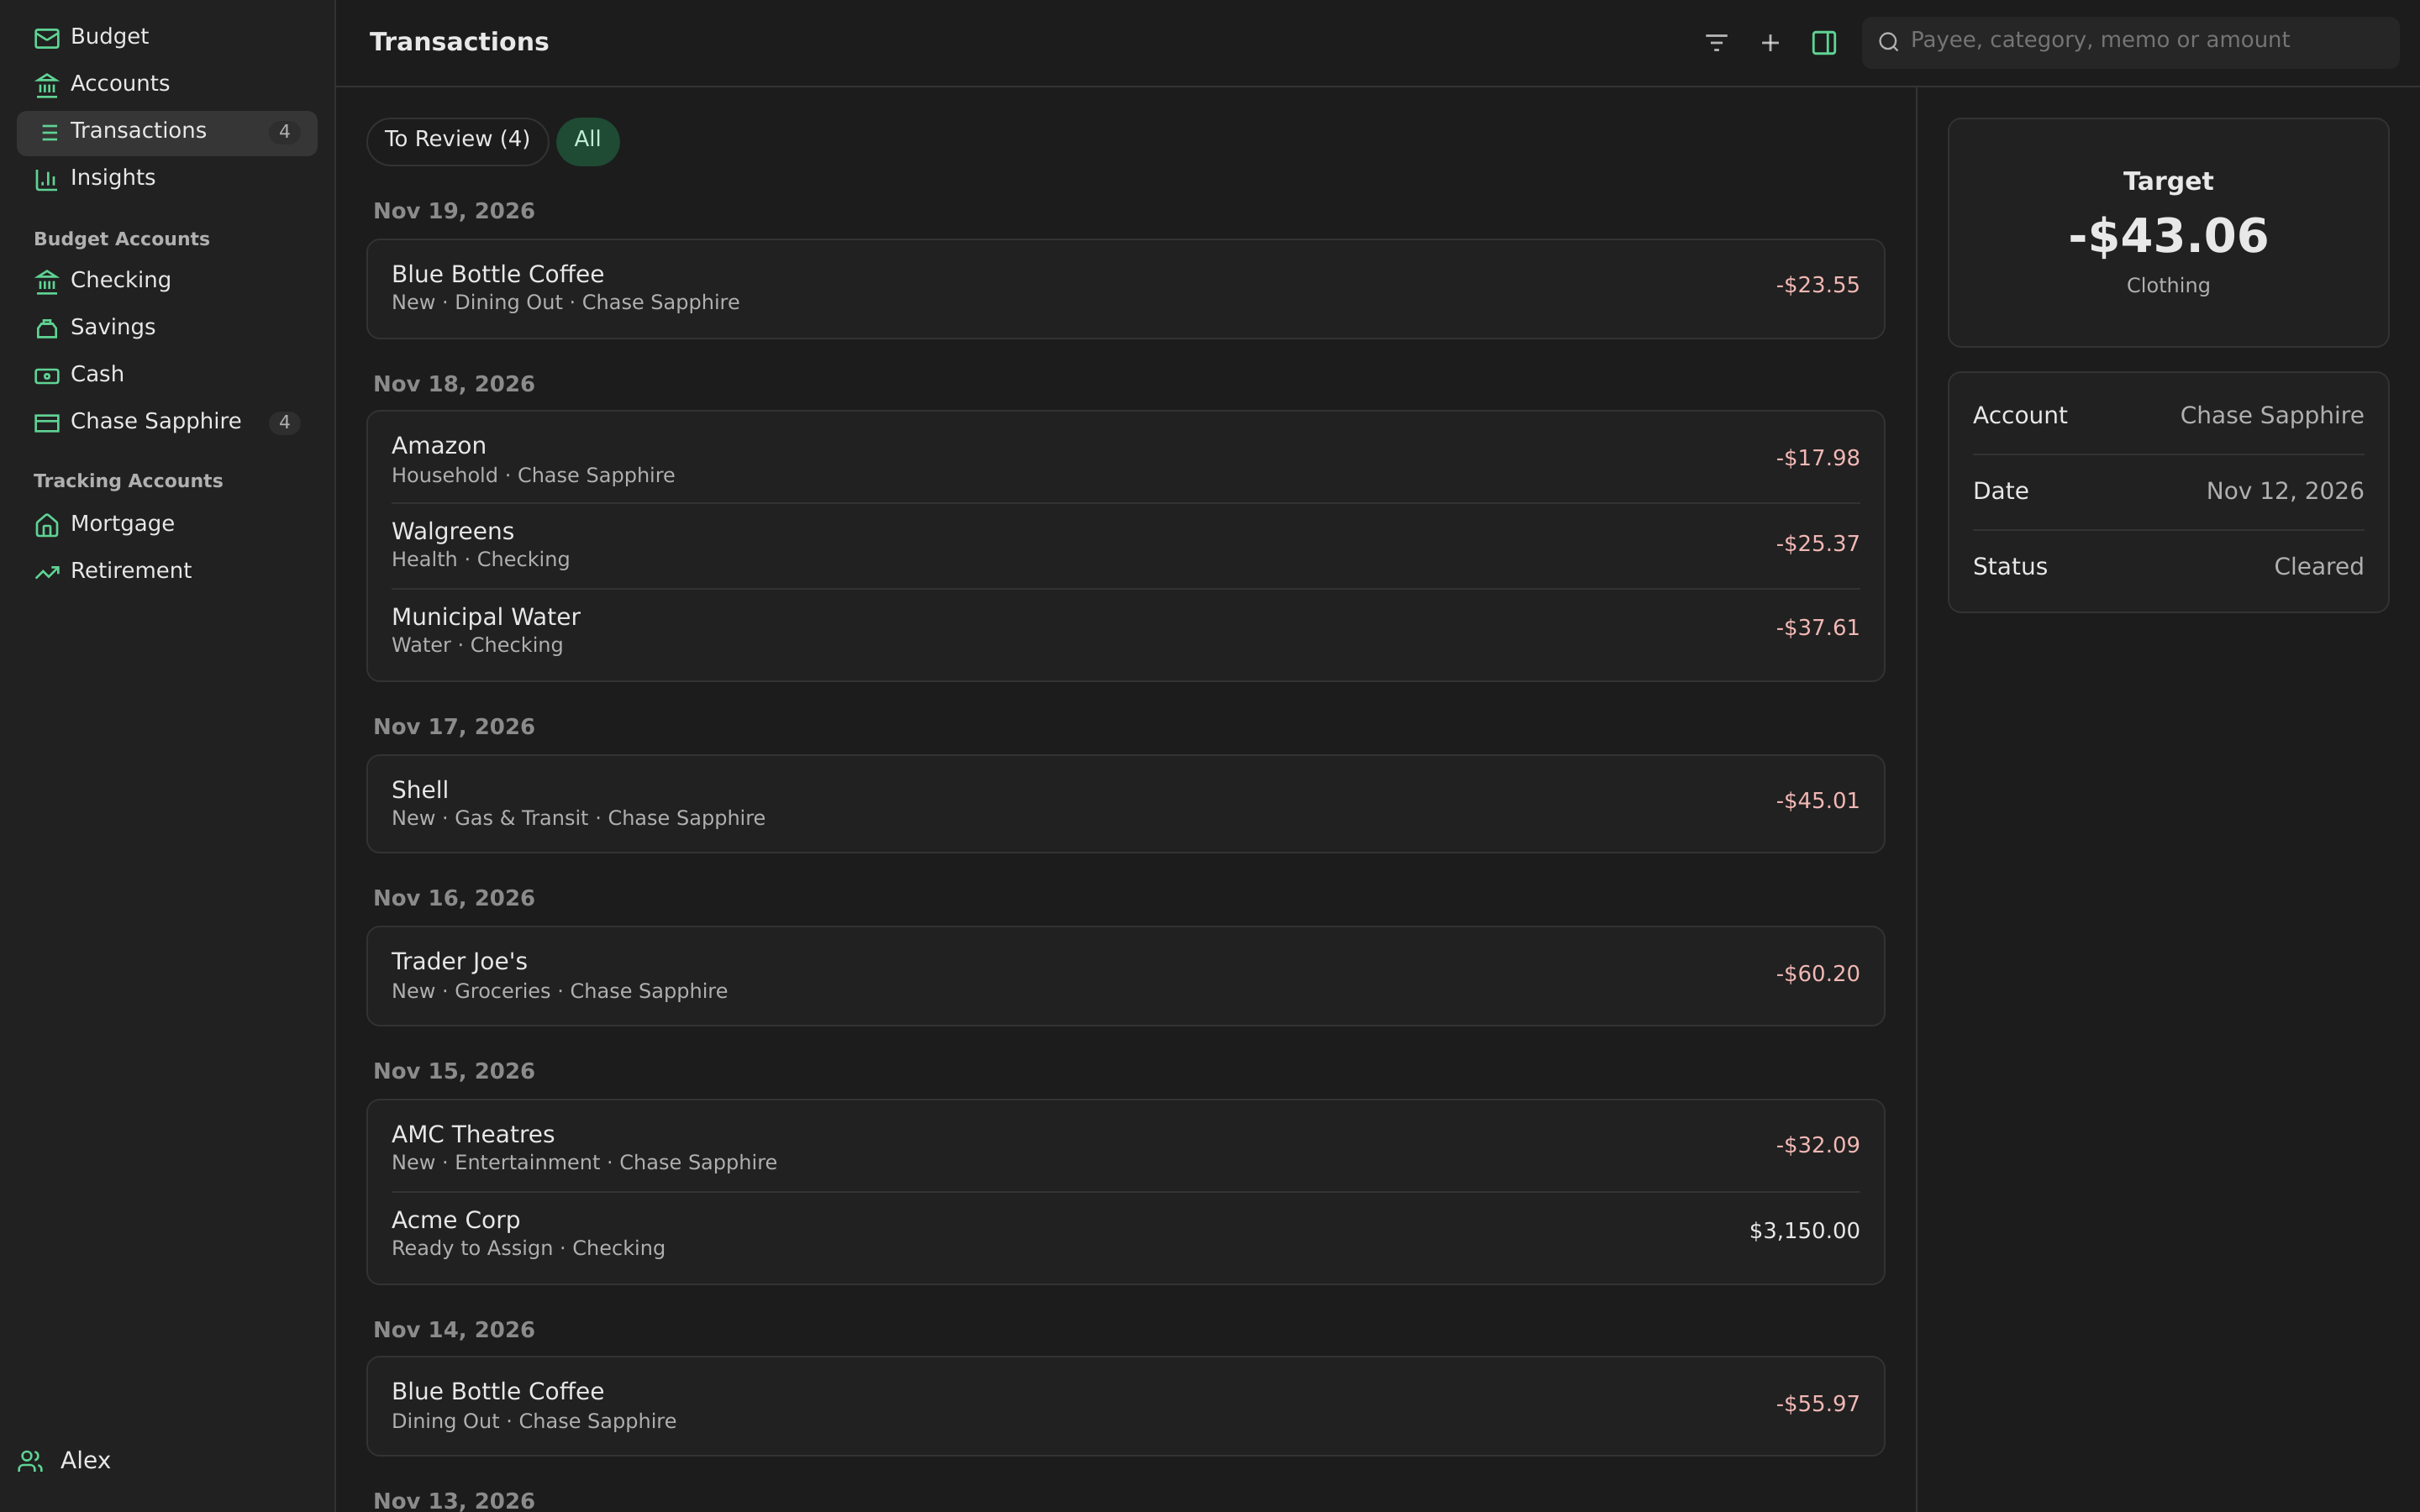 Budget
Accounts
Transactions 4
Insights
Budget Accounts
Checking
Savings
Cash
Chase Sapphire 4
Tracking Accounts
Mortgage
Retirement
Alex
Transactions
Payee, category, memo or amount
To Review (4) All
Nov 19, 2026
Blue Bottle Coffee
New · Dining Out · Chase Sapphire
-$23.55
Nov 18, 2026
Amazon
Household · Chase Sapphire
-$17.98
Walgreens
Health · Checking
-$25.37
Municipal Water
Water · Checking
-$37.61
Nov 17, 2026
Shell
New · Gas & Transit · Chase Sapphire
-$45.01
Nov 16, 2026
Trader Joe's
New · Groceries · Chase Sapphire
-$60.20
Nov 15, 2026
AMC Theatres
New · Entertainment · Chase Sapphire
-$32.09
Acme Corp
Ready to Assign · Checking
$3,150.00
Nov 14, 2026
Blue Bottle Coffee
Dining Out · Chase Sapphire
-$55.97
Nov 13, 2026
Target
-$43.06
Clothing
Account Chase Sapphire
Date Nov 12, 2026
Status Cleared